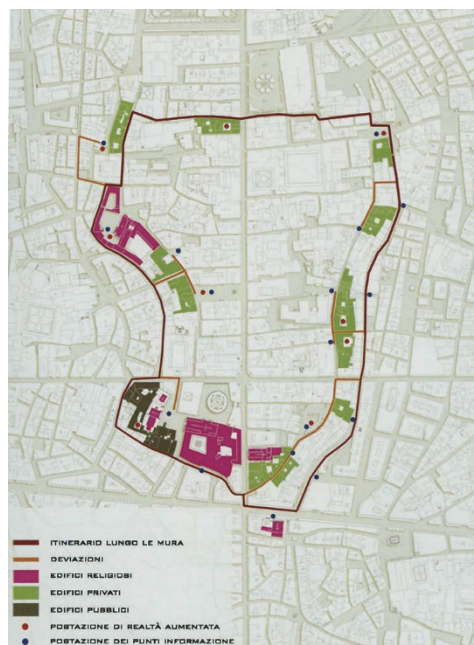 ITINERARIO LUNGO LE MURA
DEVIAZIONI
EDIFICI RELIGIOSI
EDIFICI PRIVATI
EDIFICI PUBBLICI
POSTAZIONE DI REALTÀ AUMENTATA
POSTAZIONE DEI PUNTI INFORMAZIONE